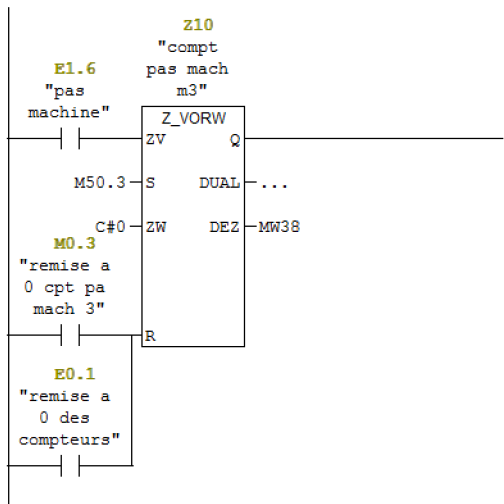 Z10
"compt
pas mach
m3"
E1.6
"pas
machine"
Z_VORW
ZV Q
M50.3 S DUAL ...
C#0 ZW DEZ MW38
M0.3
"remise a
0 cpt pa
mach 3"
R
E0.1
"remise a
0 des
compteurs"